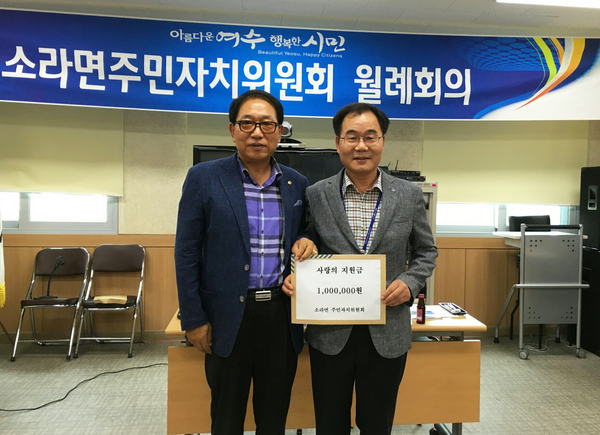 아름다운 여수 행복한 시민
Beautiful Yeosu, Happy Citizens
소라면주민자치위원회 월례회의
사랑의 지원금
1,000,000원
소라면 주민자치위원회